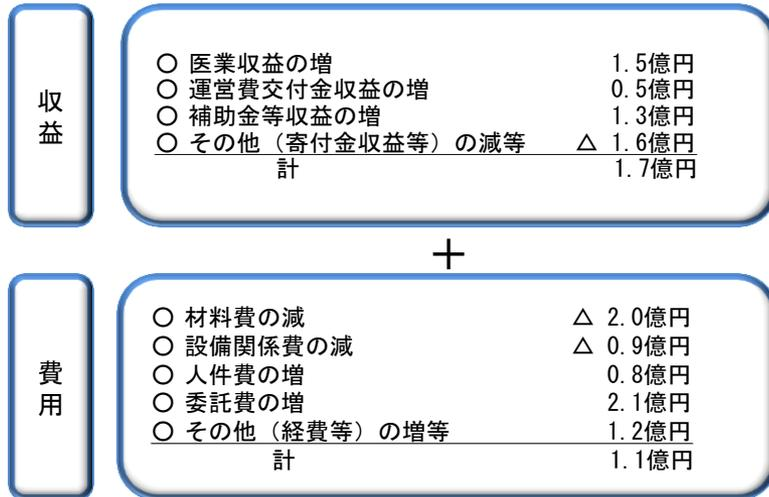 収益
○ 医業収益の増 1.5億円
○ 運営費交付金収益の増 0.5億円
○ 補助金等収益の増 1.3億円
○ その他（寄付金収益等）の減等 △ 1.6億円
計 1.7億円
＋
費用
○ 材料費の減 △ 2.0億円
○ 設備関係費の減 △ 0.9億円
○ 人件費の増 0.8億円
○ 委託費の増 2.1億円
○ その他（経費等）の増等 1.2億円
計 1.1億円